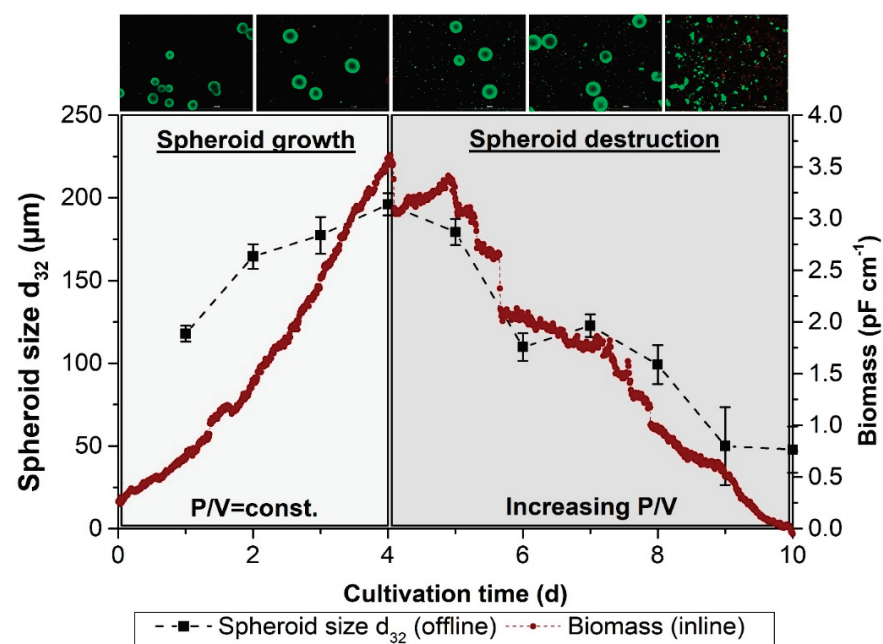 250
200
150
100
50
0
Spheroid size d₃₂ (µm)
Spheroid growth
Spheroid destruction
P/V=const.
Increasing P/V
4.0
3.5
3.0
2.5
2.0
1.5
1.0
0.5
0.0
Biomass (pF cm⁻¹)
0 2 4 6 8 10
Cultivation time (d)
Spheroid size d₃₂ (offline) Biomass (inline)